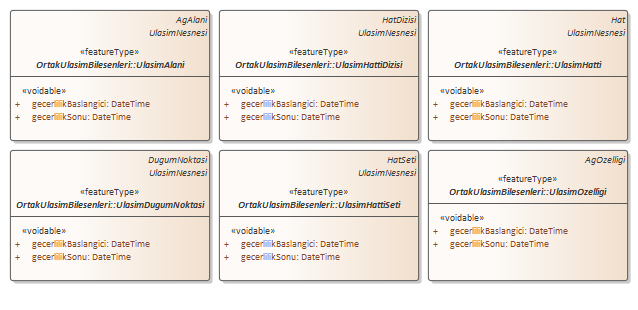 AgAlani
UlasimNesnesi
«featureType»
OrtakUlasimBilesenleri::UlasimAlani
«voidable»
+ gecerlilikBaslangici: DateTime
+ gecerlilikSonu: DateTime
HatDizisi
UlasimNesnesi
«featureType»
OrtakUlasimBilesenleri::UlasimHattiDizisi
«voidable»
+ gecerlilikBaslangici: DateTime
+ gecerlilikSonu: DateTime
Hat
UlasimNesnesi
«featureType»
OrtakUlasimBilesenleri::UlasimHatti
«voidable»
+ gecerlilikBaslangici: DateTime
+ gecerlilikSonu: DateTime
DugumNoktasi
UlasimNesnesi
«featureType»
OrtakUlasimBilesenleri::UlasimDugumNoktasi
«voidable»
+ gecerlilikBaslangici: DateTime
+ gecerlilikSonu: DateTime
HatSeti
UlasimNesnesi
«featureType»
OrtakUlasimBilesenleri::UlasimHattiSeti
«voidable»
+ gecerlilikBaslangici: DateTime
+ gecerlilikSonu: DateTime
AgOzelligi
«featureType»
OrtakUlasimBilesenleri::UlasimOzelligi
«voidable»
+ gecerlilikBaslangici: DateTime
+ gecerlilikSonu: DateTime